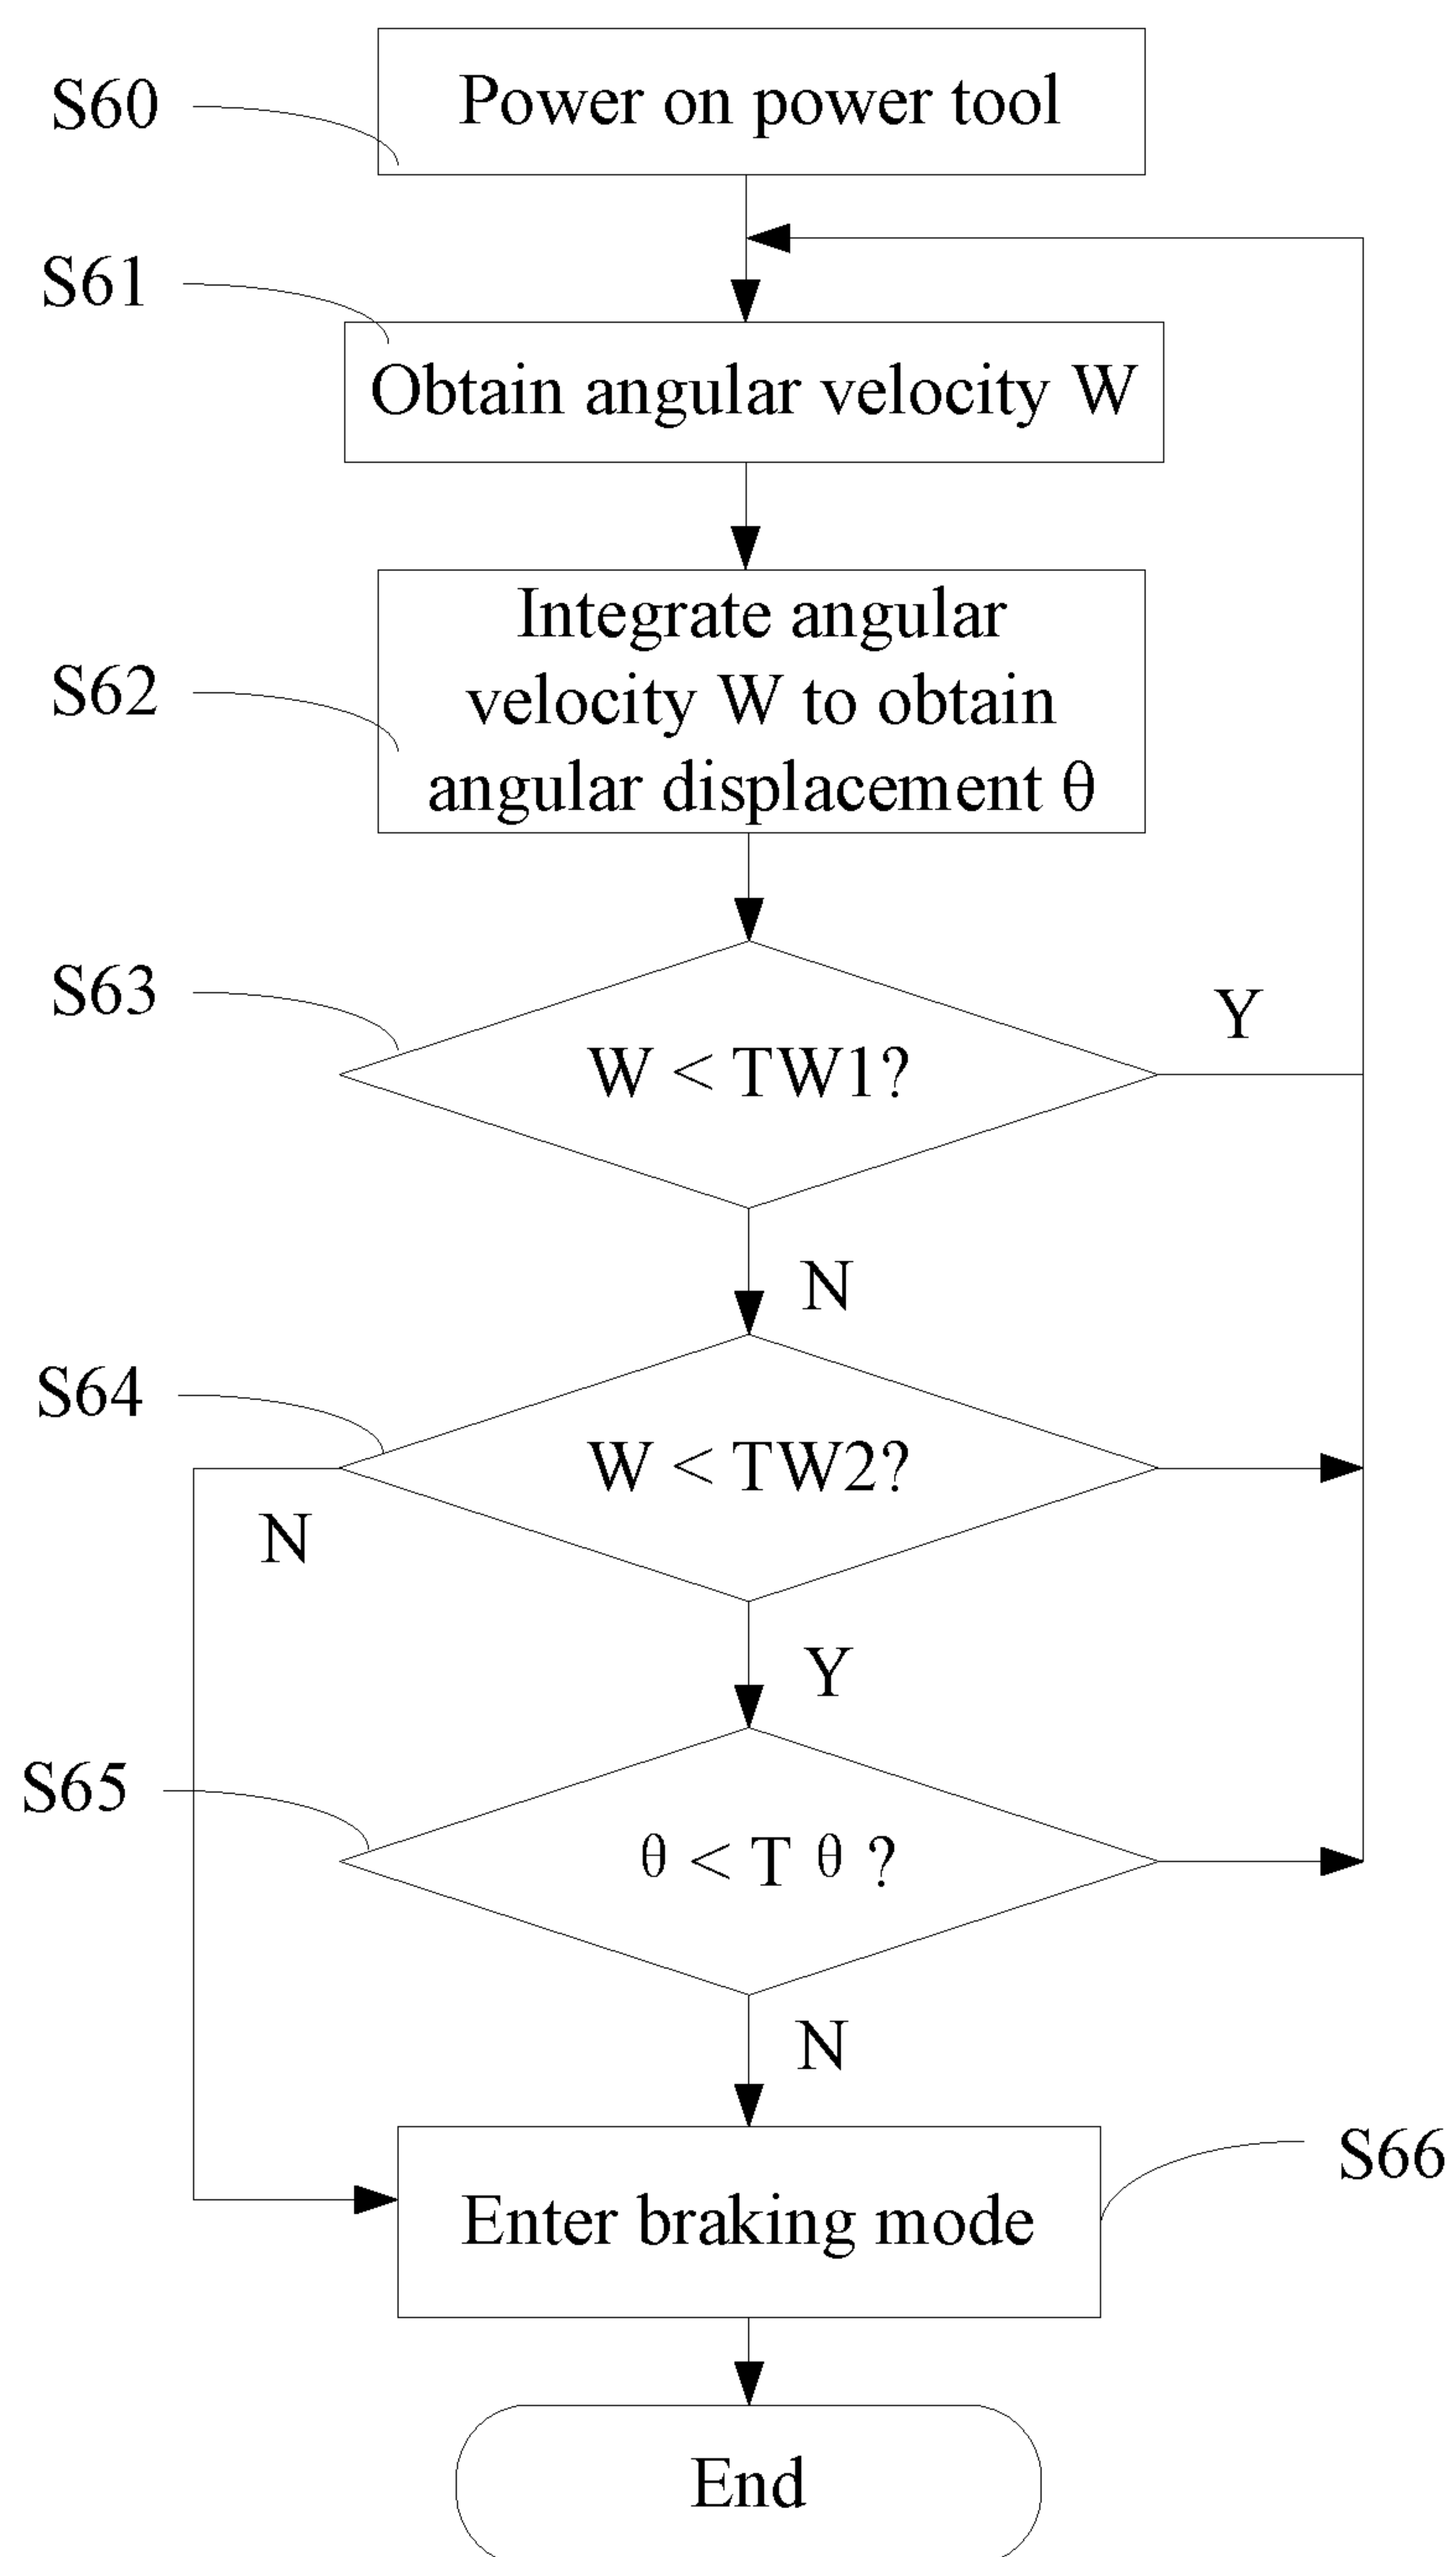 S60
Power on power tool
S61
Obtain angular velocity W
S62
Integrate angular
velocity W to obtain
angular displacement θ
S63
W < TW1?
Y
N
S64
W < TW2?
N
Y
S65
θ < T θ ?
N
S66
Enter braking mode
End